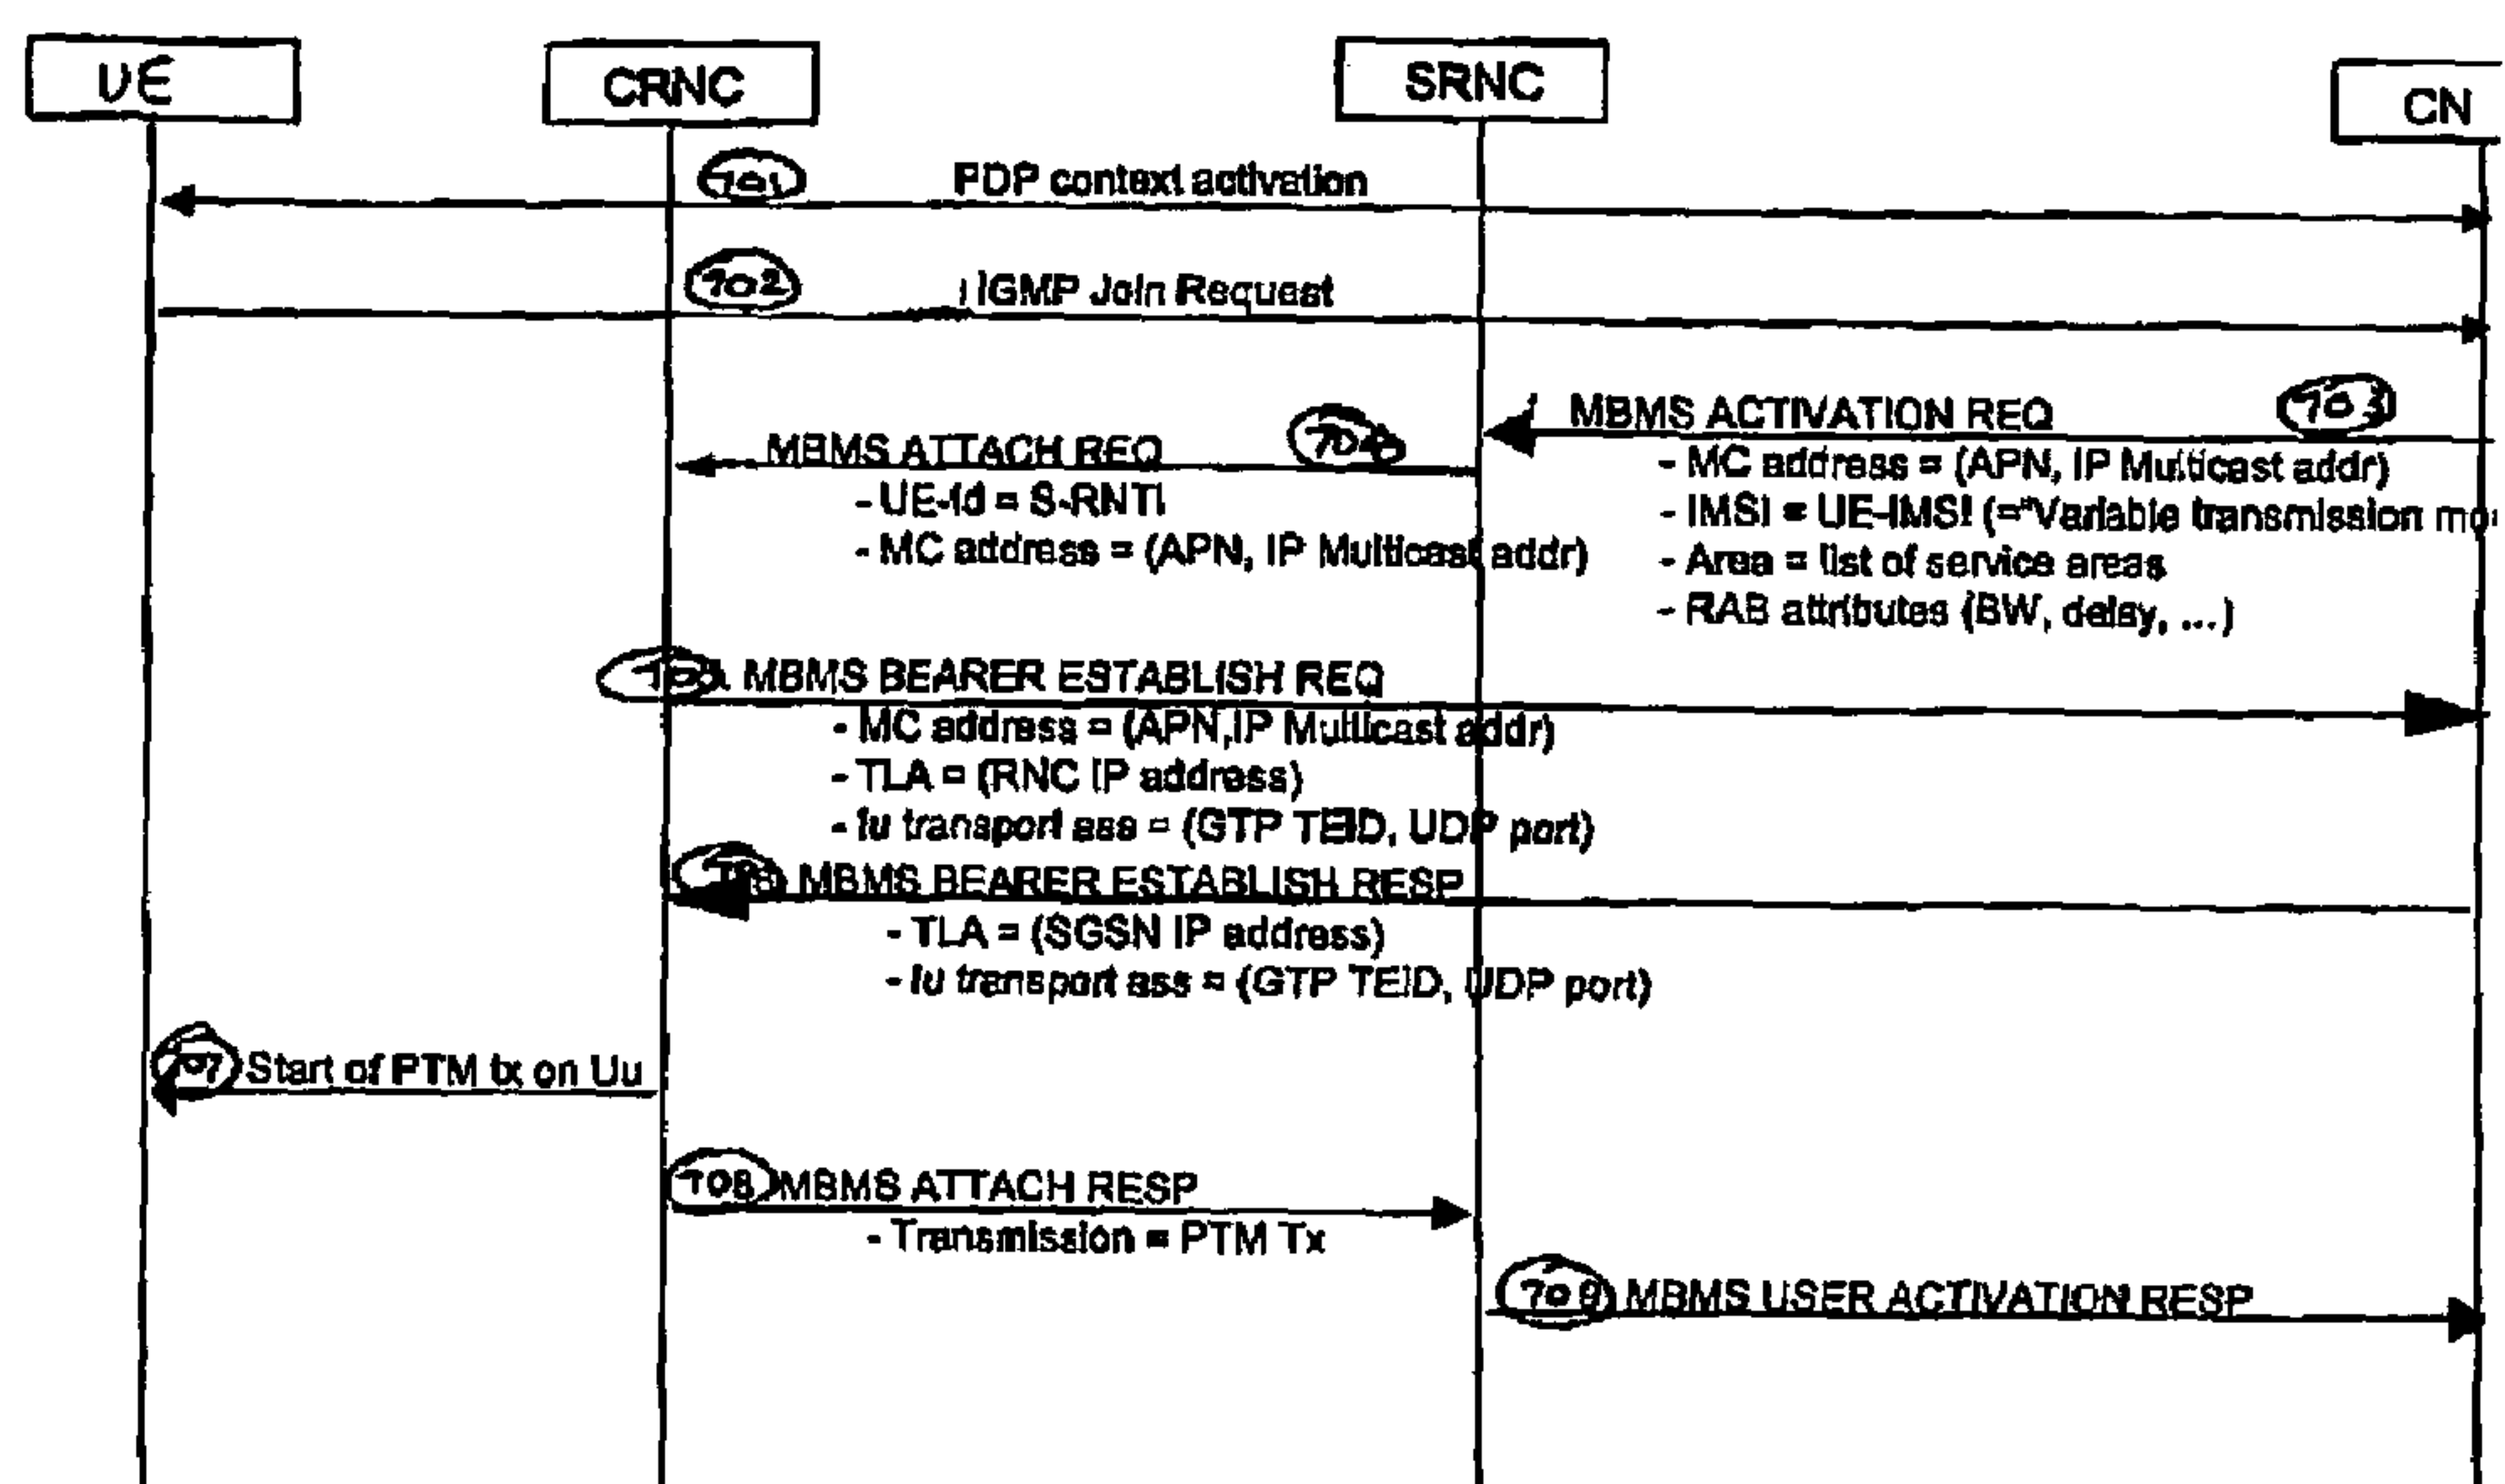 UE
CRNC
SRNC
CN
701
PDP context activation
702
IGMP Join Request
703
MBMS ACTIVATION REQ
- MC address = (APN, IP Multicast addr)
- IMSI = UE-IMSI (="Variable transmission
- Area = list of service areas
- RAB attributes (BW, delay, ...)
704
MBMS ATTACH REQ
- UE-Id = S-RNTI
- MC address = (APN, IP Multicast addr)
MBMS BEARER ESTABLISH REQ
- MC address = (APN,IP Multicast addr)
- TLA = (RNC IP address)
- Iu transport ass = (GTP TEID, UDP port)
MBMS BEARER ESTABLISH RESP
- TLA = (SGSN IP address)
- Iu transport ass = (GTP TEID, UDP port)
707 Start of PTM tx on Uu
708 MBMS ATTACH RESP
- Transmission = PTM Tx
709 MBMS USER ACTIVATION RESP